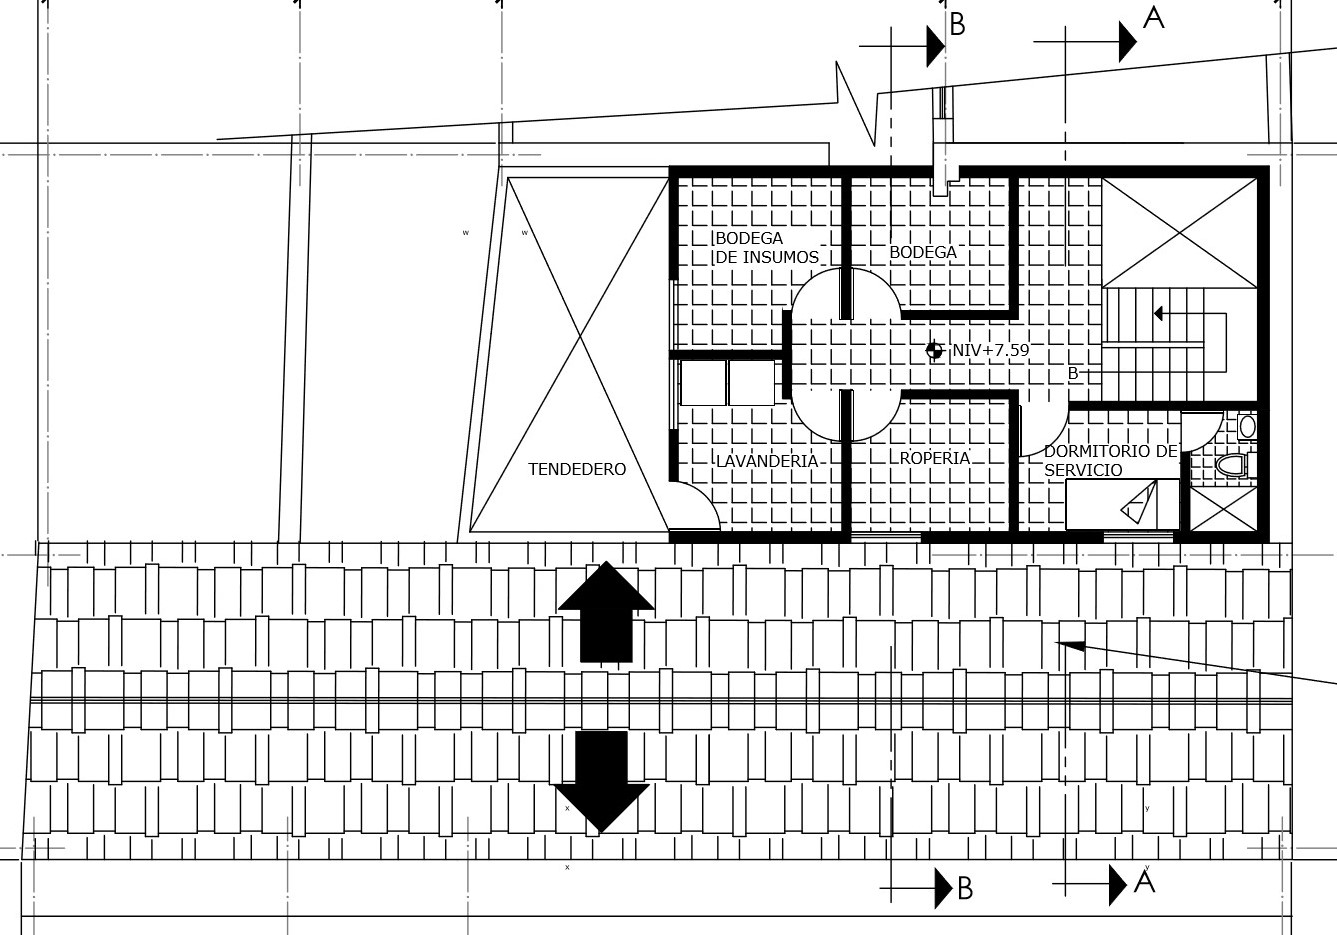 B
A
W
W
BODEGA
DE INSUMOS
BODEGA
NIV+7.59
B
TENDEDERO
LAVANDERIA
ROPERIA
DORMITORIO DE
SERVICIO
x
y
x
y
B
A